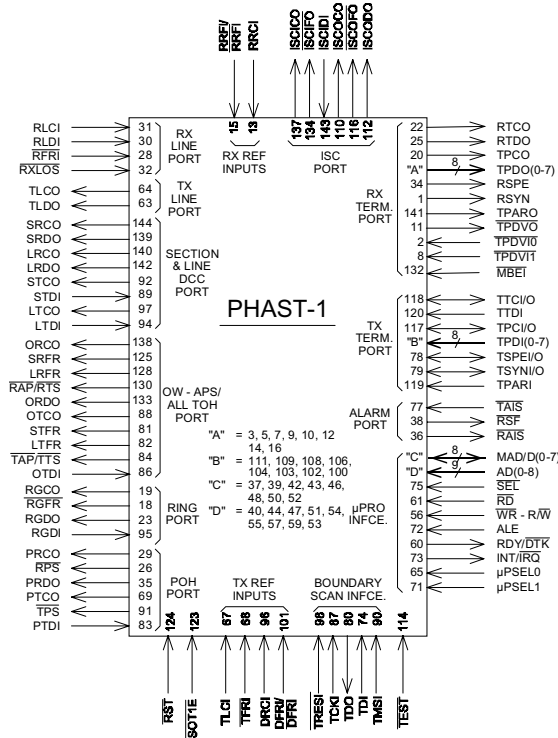 RRFI/
RRFI
RRCI
ISCICO
ISCIFO
ISCIDI
ISCOCO
ISCOFO
ISCODO
15
13
137
134
143
110
116
112
RX REF
INPUTS
ISC
PORT
RLCI 31
RLDI 30
RFRI 28
RXLOS 32
RX
LINE
PORT
TLCO 64
TLDO 63
TX
LINE
PORT
SRCO 144
SRDO 139
LRCO 140
LRDO 142
STCO 92
STDI 89
LTCO 97
LTDI 94
SECTION
& LINE
DCC
PORT
ORCO 138
SRFR 125
LRFR 128
RAP/RTS 130
ORDO 133
OTCO 88
STFR 81
LTFR 82
TAP/TTS 84
OTDI 86
OW - APS/
ALL TOH
PORT
RGCO 19
RGFR 18
RGDO 23
RGDI 95
RING
PORT
PRCO 29
RPS 26
PRDO 35
PTCO 69
TPS 91
PTDI 83
POH
PORT
PHAST-1
"A" = 3, 5, 7, 9, 10, 12
14, 16
"B" = 111, 109, 108, 106,
104, 103, 102, 100
"C" = 37, 39, 42, 43, 46,
48, 50, 52
"D" = 40, 44, 47, 51, 54,
55, 57, 59, 53
RX
TERM.
PORT
22 RTCO
25 RTDO
20 TPCO
"A" 8 TPDO(0-7)
34 RSPE
1 RSYN
141 TPARO
11 TPDVO
2 TPDVI0
8 TPDVI1
132 MBEI
TX
TERM.
PORT
118 TTCI/O
120 TTDI
117 TPCI/O
"B" 8 TPDI(0-7)
78 TSPEI/O
79 TSYNI/O
119 TPARI
ALARM
PORT
77 TAIS
38 RSF
36 RAIS
µPRO
INFCE.
"C" 8 MAD/D(0-7)
"D" 9 AD(0-8)
75 SEL
61 RD
56 WR - R/W
72 ALE
60 RDY/DTK
73 INT/IRQ
65 µPSEL0
71 µPSEL1
TX REF
INPUTS
BOUNDARY
SCAN INFCE.
124
123
67
68
96
101
98
87
80
74
90
114
RST
SOT1E
TLCI
TFRI
DRCI
DFRI/
DFRI
TRESI
TCKI
TDO
TDI
TMSI
TEST